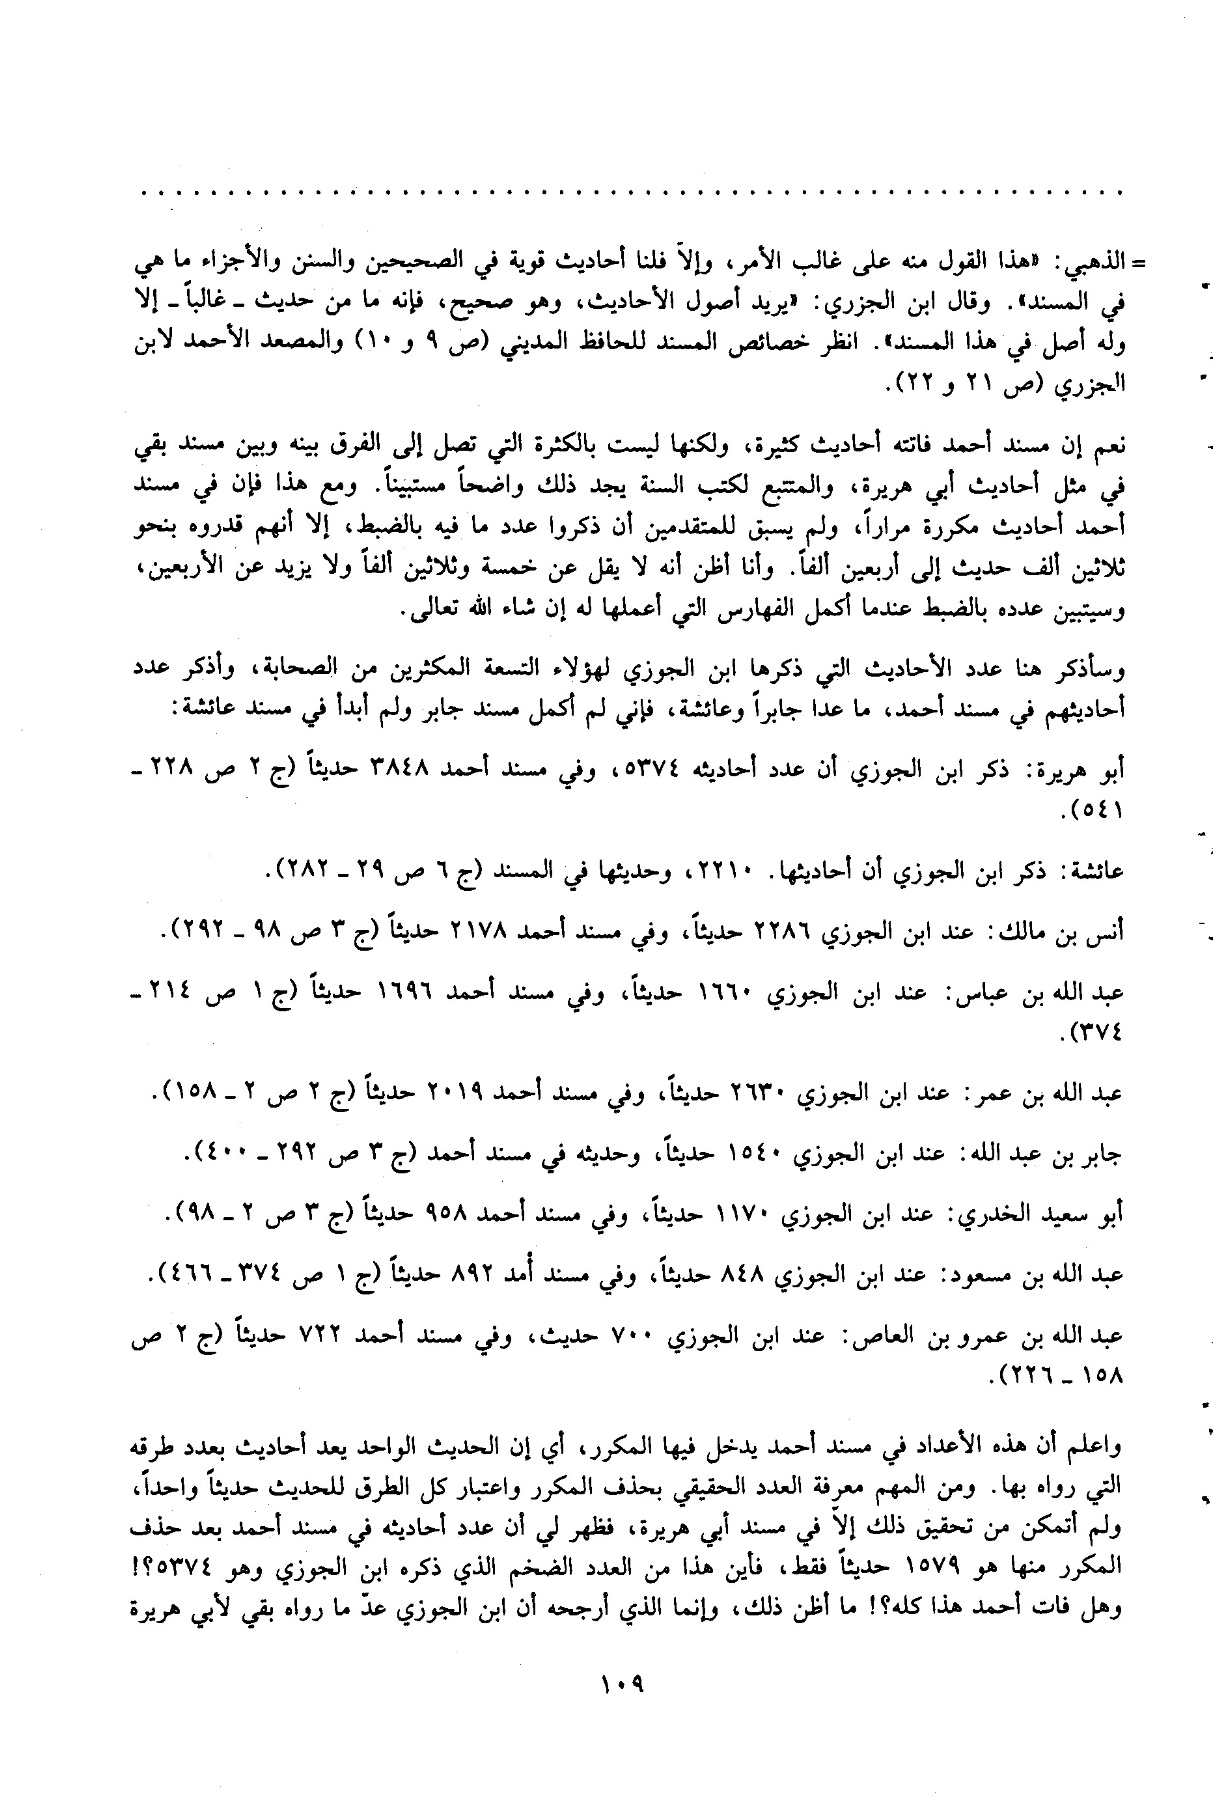 = الذهبي: «هذا القول منه على غالب الأمر، وإلاّ فلنا أحاديث قوية في الصحيحين والسنن والأجزاء ما هي
في المسند». وقال ابن الجزري: «يريد أصول الأحاديث، وهو صحيح، فإنه ما من حديث ـ غالباً ـ إلا
وله أصل في هذا المسند». انظر خصائص المسند للحافظ المديني (ص ٩ و ١٠) والمصعد الأحمد لابن
الجزري (ص ٢١ و ٢٢).
نعم إن مسند أحمد فاتته أحاديث كثيرة، ولكنها ليست بالكثرة التي تصل إلى الفرق بينه وبين مسند بقي
في مثل أحاديث أبي هريرة، والمتتبع لكتب السنة يجد ذلك واضحاً مستبيناً. ومع هذا فإن في مسند
أحمد أحاديث مكررة مراراً، ولم يسبق للمتقدمين أن ذكروا عدد ما فيه بالضبط، إلا أنهم قدروه بنحو
ثلاثين ألف حديث إلى أربعين ألفاً. وأنا أظن أنه لا يقل عن خمسة وثلاثين ألفاً ولا يزيد عن الأربعين،
وسيتبين عدده بالضبط عندما أكمل الفهارس التي أعملها له إن شاء الله تعالى.
وسأذكر هنا عدد الأحاديث التي ذكرها ابن الجوزي لهؤلاء التسعة المكثرين من الصحابة، وأذكر عدد
أحاديثهم في مسند أحمد، ما عدا جابراً وعائشة، فإني لم أكمل مسند جابر ولم أبدأ في مسند عائشة:
أبو هريرة: ذكر ابن الجوزي أن عدد أحاديثه ٥٣٧٤، وفي مسند أحمد ٣٨٤٨ حديثاً (ج ٢ ص ٢٢٨ ـ
٥٤١).
عائشة: ذكر ابن الجوزي أن أحاديثها. ٢٢١٠، وحديثها في المسند (ج ٦ ص ٢٩ ـ ٢٨٢).
أنس بن مالك: عند ابن الجوزي ٢٢٨٦ حديثاً، وفي مسند أحمد ٢١٧٨ حديثاً (ج ٣ ص ٩٨ ـ ٢٩٢).
عبد الله بن عباس: عند ابن الجوزي ١٦٦٠ حديثاً، وفي مسند أحمد ١٦٩٦ حديثاً (ج ١ ص ٢١٤ ـ
٣٧٤).
عبد الله بن عمر: عند ابن الجوزي ٢٦٣٠ حديثاً، وفي مسند أحمد ٢٠١٩ حديثاً (ج ٢ ص ٢ ـ ١٥٨).
جابر بن عبد الله: عند ابن الجوزي ١٥٤٠ حديثاً، وحديثه في مسند أحمد (ج ٣ ص ٢٩٢ ـ ٤٠٠).
أبو سعيد الخدري: عند ابن الجوزي ١١٧٠ حديثاً، وفي مسند أحمد ٩٥٨ حديثاً (ج ٣ ص ٢ ـ ٩٨).
عبد الله بن مسعود: عند ابن الجوزي ٨٤٨ حديثاً، وفي مسند أمد ٨٩٢ حديثاً (ج ١ ص ٣٧٤ ـ ٤٦٦).
عبد الله بن عمرو بن العاص: عند ابن الجوزي ٧٠٠ حديث، وفي مسند أحمد ٧٢٢ حديثاً (ج ٢ ص
١٥٨ ـ ٢٢٦).
واعلم أن هذه الأعداد في مسند أحمد يدخل فيها المكرر، أي إن الحديث الواحد يعد أحاديث بعدد طرقه
التي رواه بها. ومن المهم معرفة العدد الحقيقي بحذف المكرر واعتبار كل الطرق للحديث حديثاً واحداً،
ولم أتمكن من تحقيق ذلك إلاّ في مسند أبي هريرة، فظهر لي أن عدد أحاديثه في مسند أحمد بعد حذف
المكرر منها هو ١٥٧٩ حديثاً فقط، فأين هذا من العدد الضخم الذي ذكره ابن الجوزي وهو ٥٣٧٤؟!
وهل فات أحمد هذا كله؟! ما أظن ذلك، وإنما الذي أرجحه أن ابن الجوزي عدّ ما رواه بقي لأبي هريرة
١٠٩